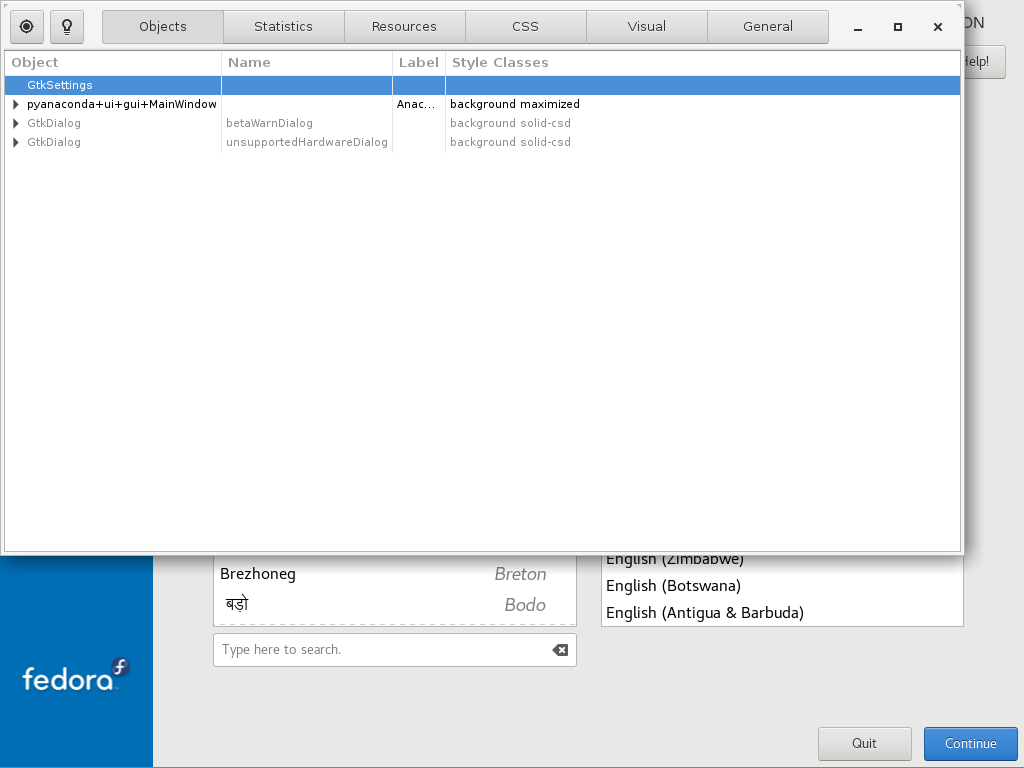 Objects Statistics Resources CSS Visual General
ON
Help!
Object Name Label Style Classes
GtkSettings
pyanaconda+ui+gui+MainWindow Anac... background maximized
GtkDialog betaWarnDialog background solid-csd
GtkDialog unsupportedHardwareDialog background solid-csd
English (Zimbabwe)
Brezhoneg Breton
English (Botswana)
बड़ो Bodo
English (Antigua & Barbuda)
Type here to search.
fedora
Quit Continue